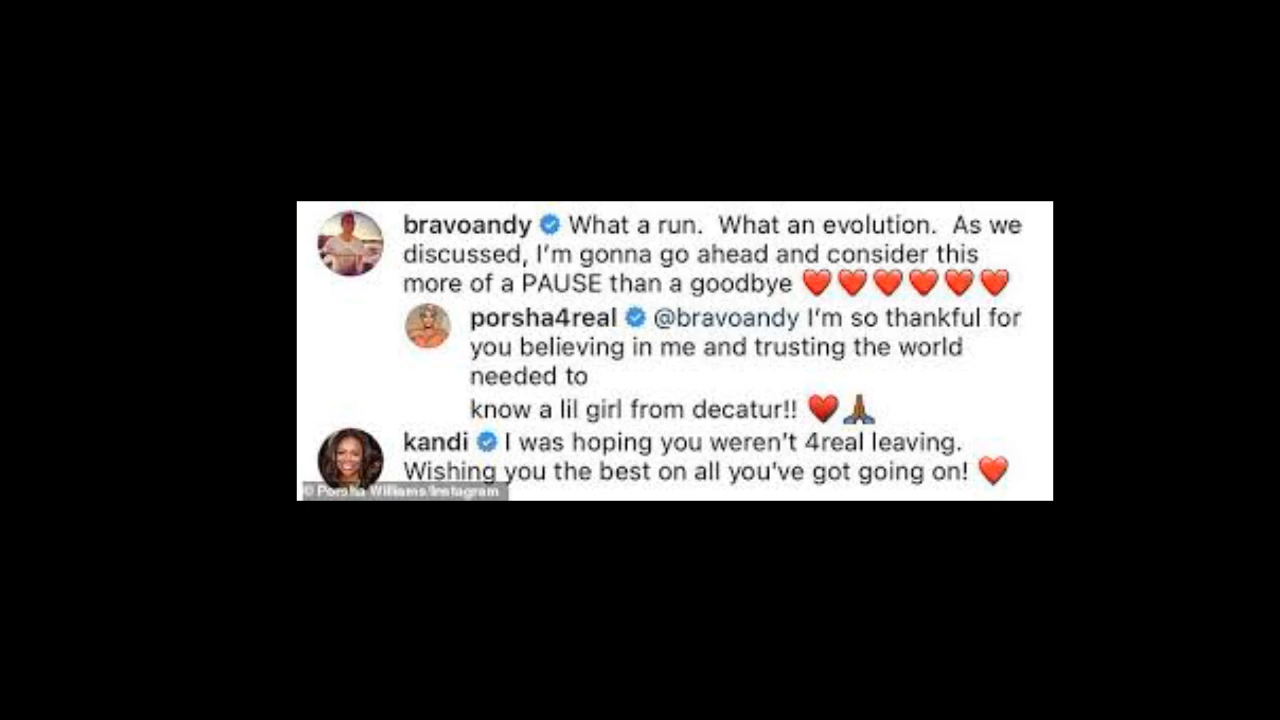 bravoandy What a run. What an evolution. As we
discussed, I'm gonna go ahead and consider this
more of a PAUSE than a goodbye ❤️❤️❤️❤️❤️❤️
porsha4real @bravoandy I'm so thankful for
you believing in me and trusting the world
needed to
know a lil girl from decatur!! ❤️🙏🏾
kandi I was hoping you weren't 4real leaving.
Wishing you the best on all you've got going on! ❤️
© Porsha Williams/Instagram